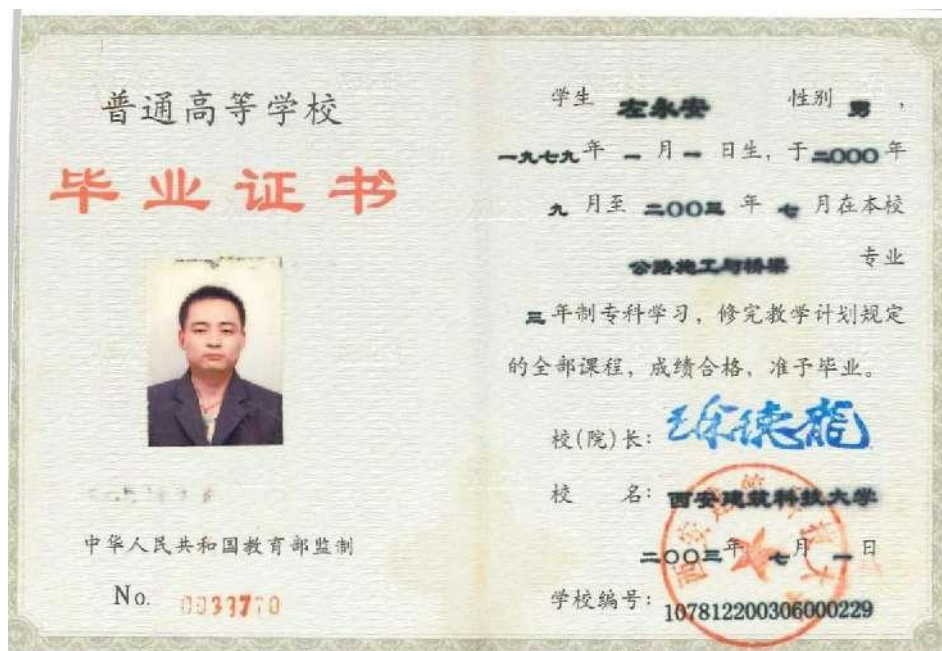 普通高等学校
毕业证书
中华人民共和国教育部监制
No.
学生 左永安 性别 男，
一九七九年 一 月 一 日生，于二000年
九 月至 二00三 年 七 月在本校
公路施工与桥梁 专业
三年制专科学习，修完教学计划规定
的全部课程，成绩合格，准予毕业。
校(院)长: 徐德龙
校 名: 西安建筑科技大学
二00三年 七月 一日
学校编号: 107812200306000229